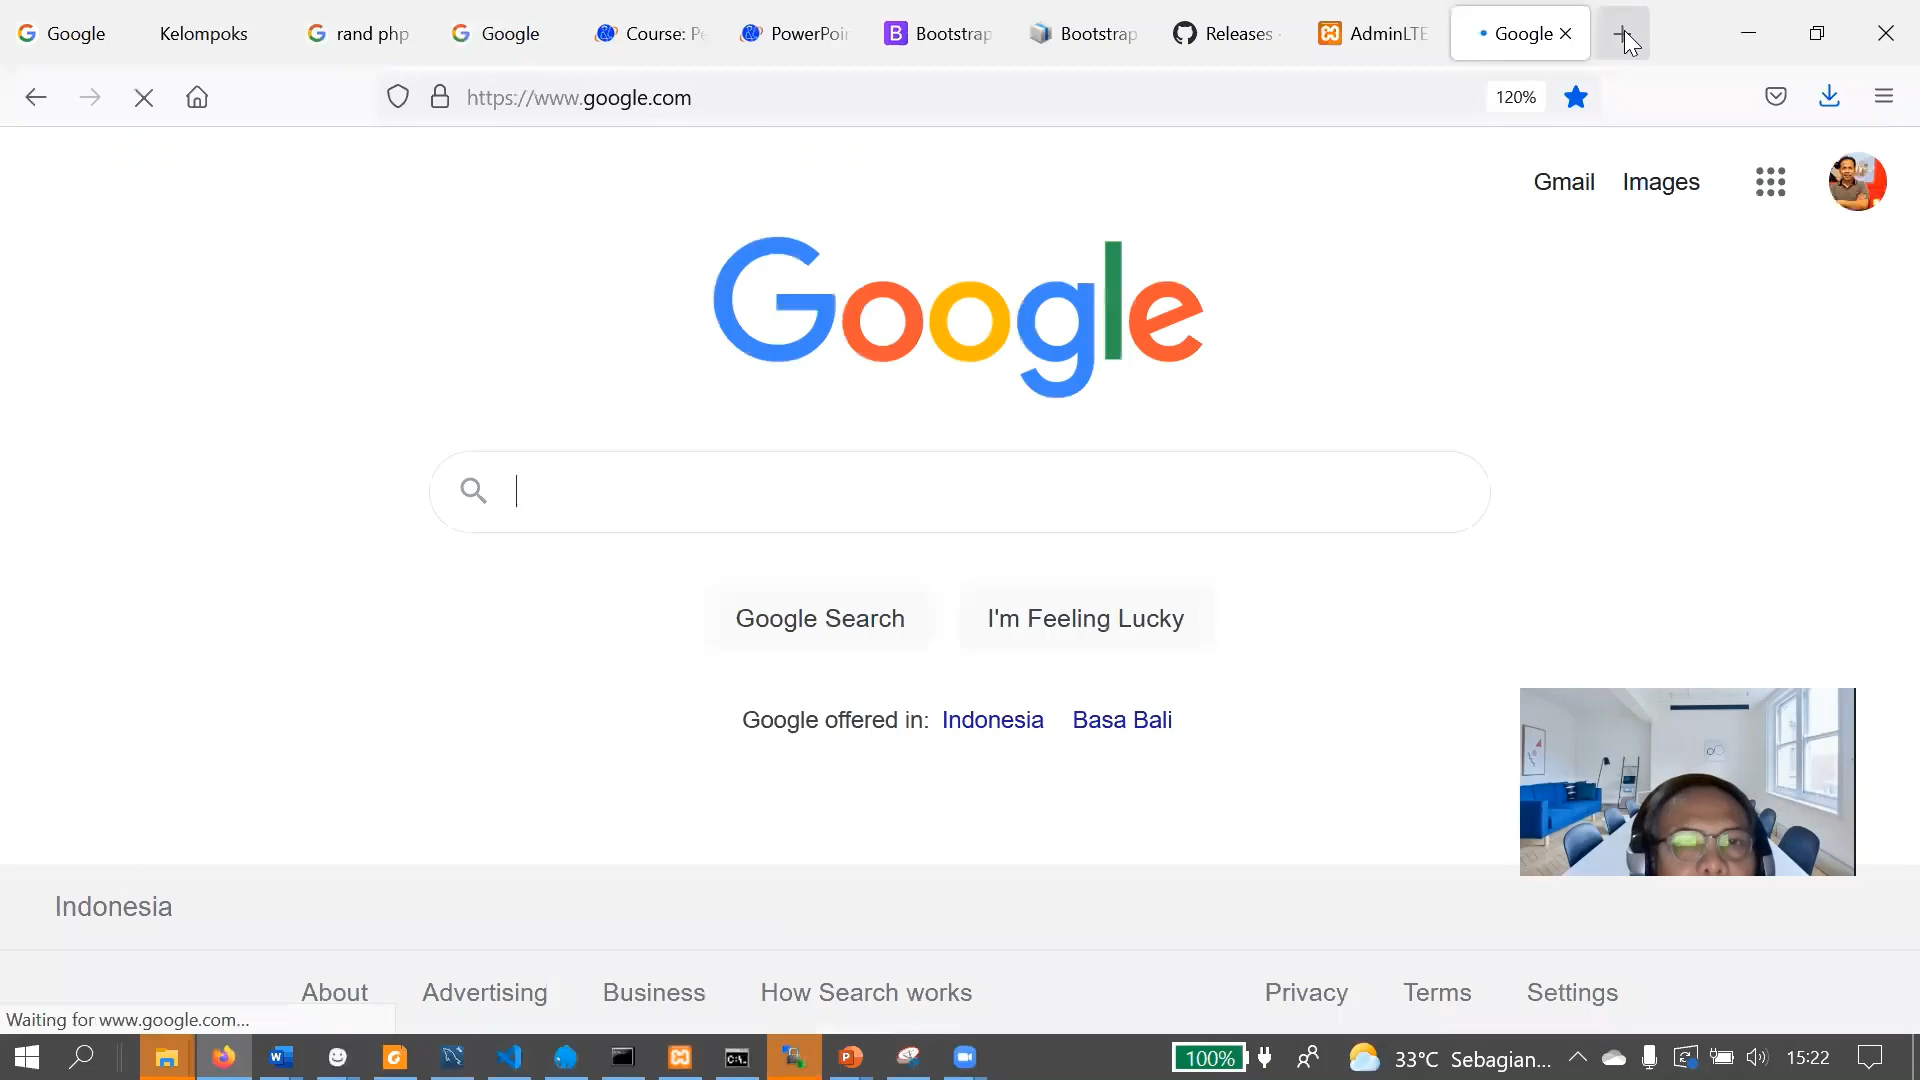 Google
Kelompoks
rand php
Google
Course: Pe
PowerPoin
Bootstrap
Bootstrap
Releases ·
AdminLTE
Google
https://www.google.com
120%
Gmail Images
Google
Google Search
I'm Feeling Lucky
Google offered in: Indonesia Basa Bali
Indonesia
About Advertising Business How Search works
Privacy Terms Settings
Waiting for www.google.com...
100%
33°C Sebagian...
15:22